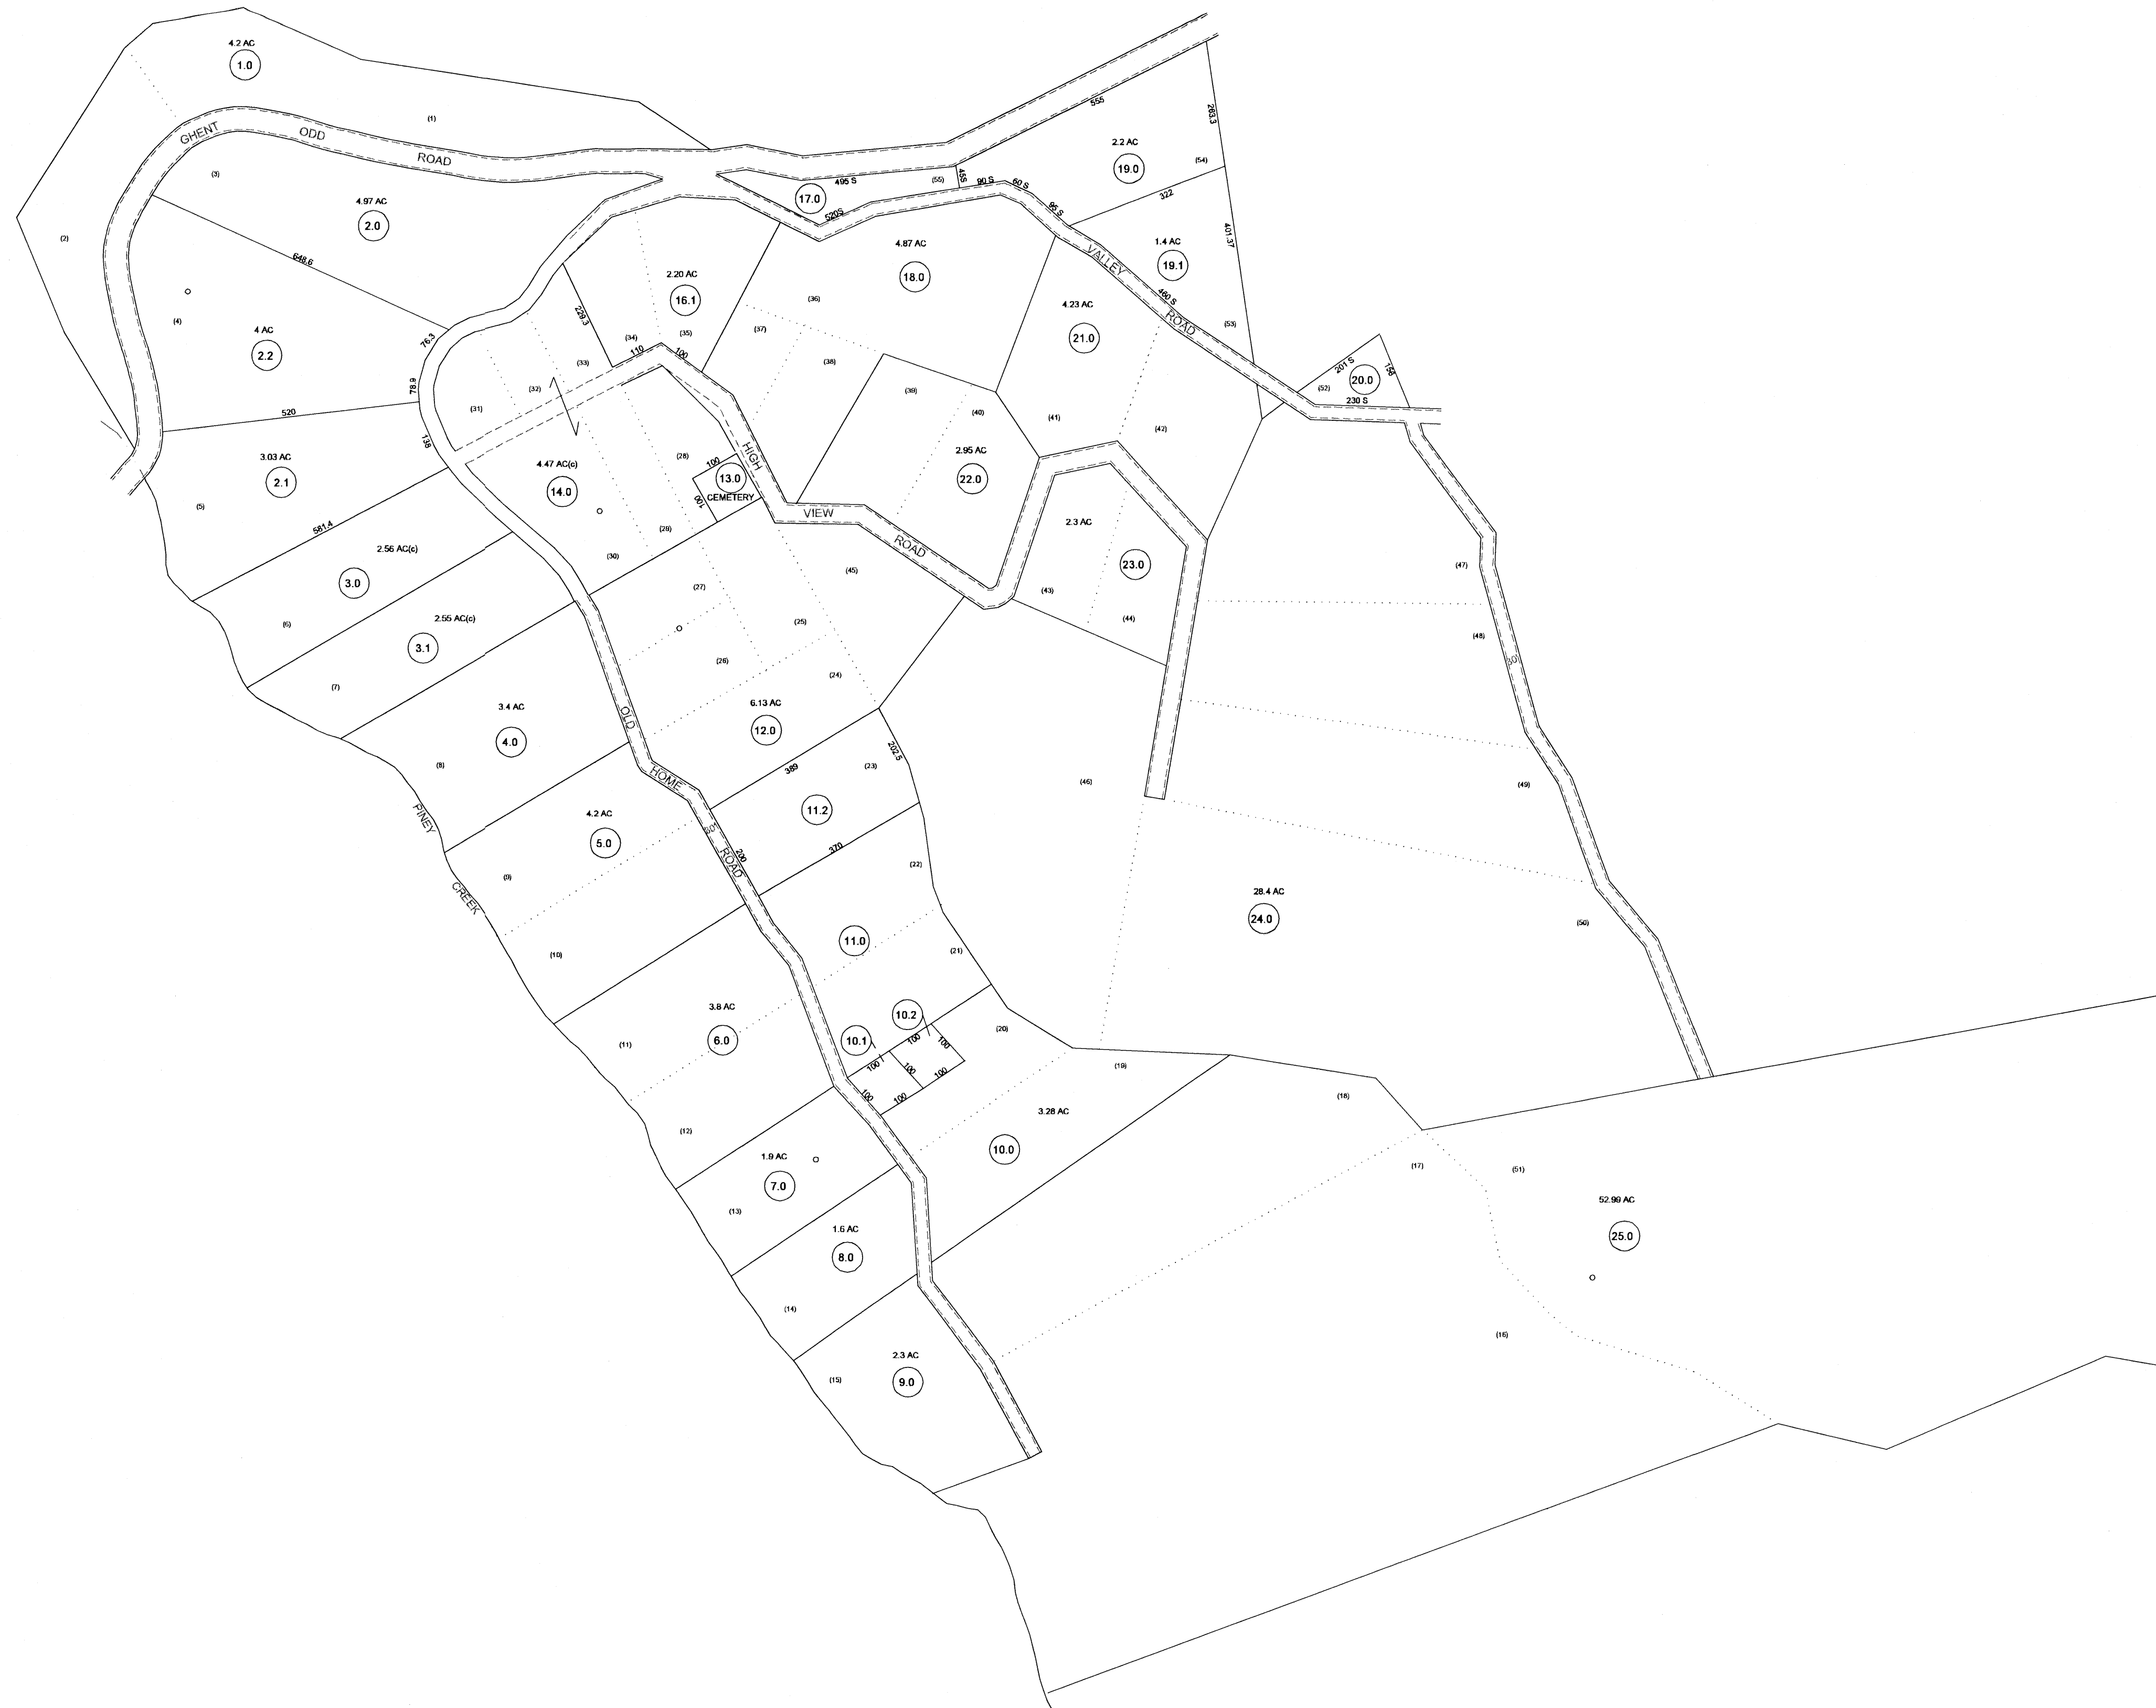 4.2 AC
1.0
(1)
GHENT
ODD
ROAD
(2)
(3)
4.97 AC
2.0
648.6
(4)
4 AC
2.2
76.3
78.9
520
138
3.03 AC
2.1
(5)
581.4
2.56 AC(c)
3.0
(6)
2.55 AC(c)
3.1
(7)
3.4 AC
4.0
(8)
PINEY
CREEK
4.2 AC
5.0
(9)
(10)
3.8 AC
6.0
(11)
(12)
1.9 AC
7.0
(13)
1.6 AC
8.0
(14)
2.3 AC
9.0
(15)
OLD
HOME
ROAD
200
555
263.3
2.2 AC
19.0
(54)
322
495 S
(55)
45S
90 S
60 S
95 S
17.0
520S
401.37
1.4 AC
19.1
VALLEY
460 S
ROAD
(53)
201 S
158
(52)
20.0
230 S
4.87 AC
18.0
(36)
(37)
(38)
2.20 AC
16.1
229.3
(34)
(35)
110
100
(33)
(32)
(31)
4.23 AC
21.0
(41)
(42)
(39)
(40)
2.95 AC
22.0
4.47 AC(c)
14.0
(28)
100
13.0
CEMETERY
100
HIGH
VIEW
ROAD
(29)
(30)
2.3 AC
23.0
(43)
(44)
(45)
(27)
(25)
(26)
(24)
6.13 AC
12.0
202.5
389
(23)
11.2
370
(22)
11.0
(21)
10.2
10.1
100
100
100
100
100
100
100
(20)
(19)
3.28 AC
10.0
(46)
(47)
(48)
30'
(49)
28.4 AC
24.0
(50)
(18)
(17)
(51)
52.99 AC
25.0
(16)